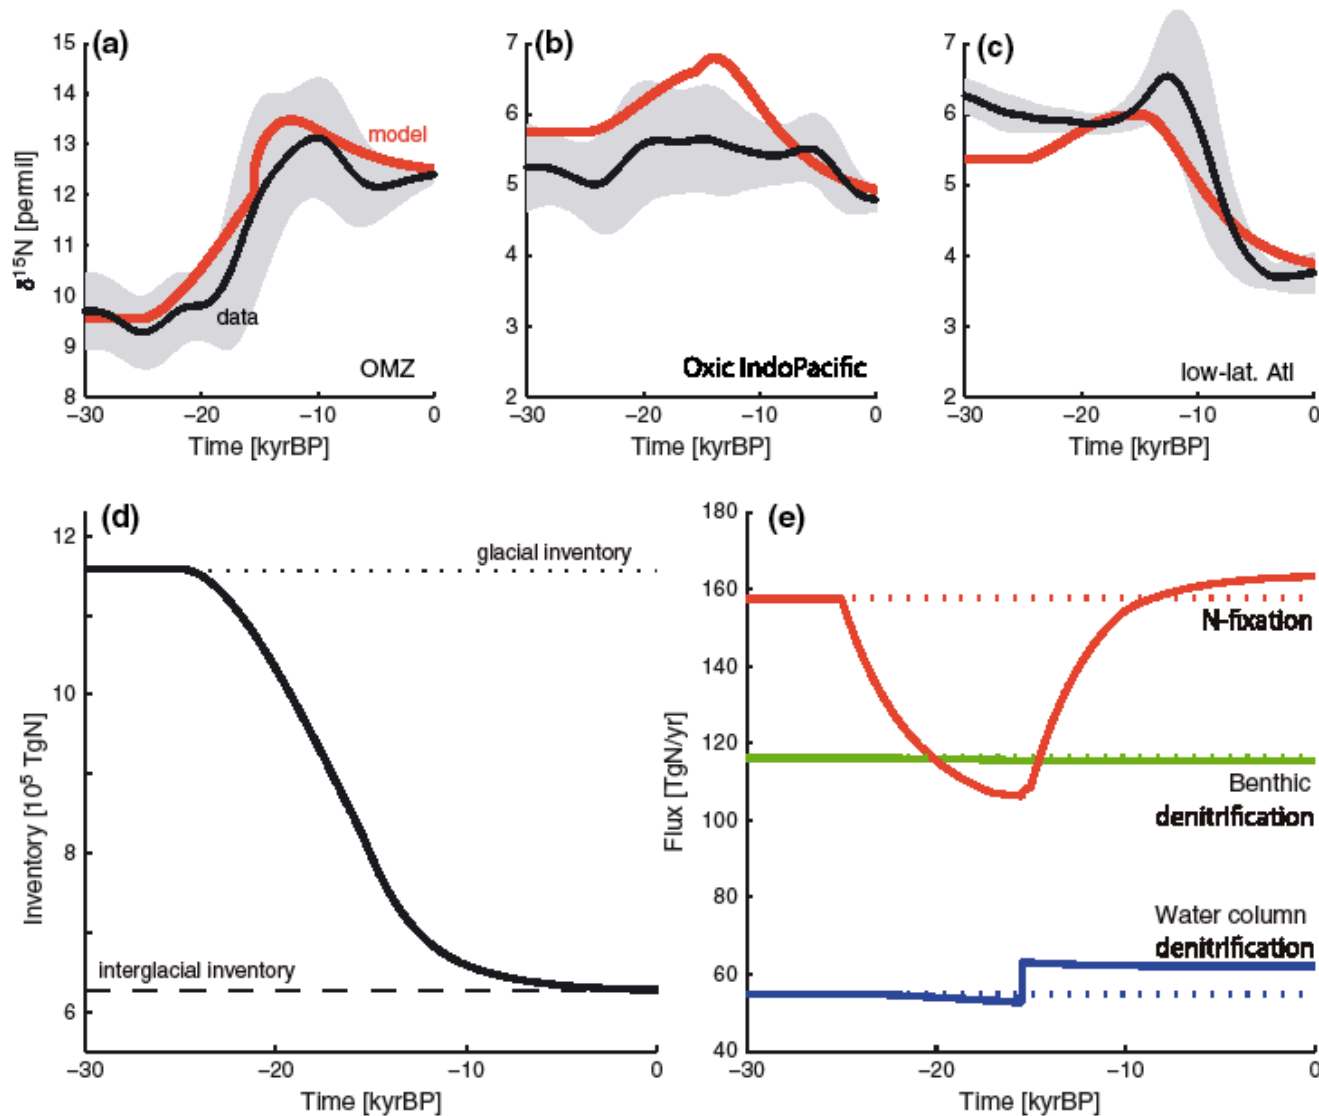 (a)
15
14
13
12
11
10
9
8
δ¹⁵N [permil]
model
data
OMZ
−30
−20
−10
0
Time [kyrBP]
(b)
7
6
5
4
3
2
Oxic IndoPacific
−30
−20
−10
0
Time [kyrBP]
(c)
7
6
5
4
3
2
low-lat. Atl
−30
−20
−10
0
Time [kyrBP]
(d)
12
10
8
6
Inventory [10⁵ TgN]
glacial inventory
interglacial inventory
−30
−20
−10
0
Time [kyrBP]
(e)
180
160
140
120
100
80
60
40
Flux [TgN/yr]
N-fixation
Benthic
denitrification
Water column
denitrification
−30
−20
−10
0
Time [kyrBP]